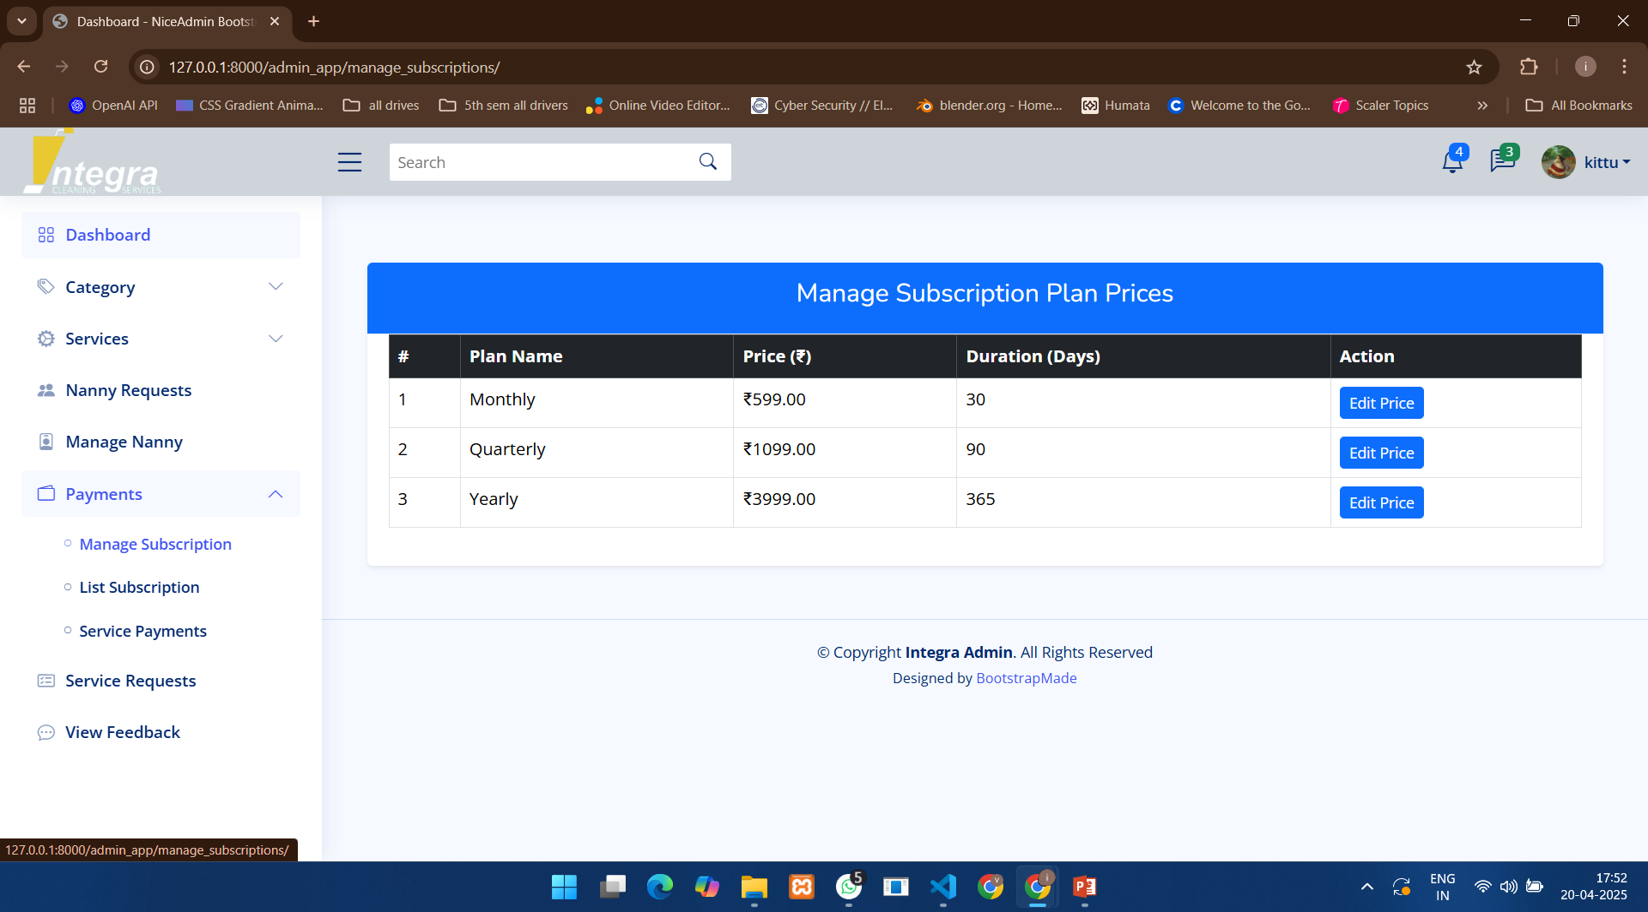 Dashboard - NiceAdmin Bootst
127.0.0.1:8000/admin_app/manage_subscriptions/
OpenAI API
CSS Gradient Anima...
all drives
5th sem all drivers
Online Video Editor...
Cyber Security // El...
blender.org - Home...
Humata
Welcome to the Go...
Scaler Topics
All Bookmarks
Integra
CLEANING SERVICES
Search
4
3
kittu
Dashboard
Category
Services
Nanny Requests
Manage Nanny
Payments
Manage Subscription
List Subscription
Service Payments
Service Requests
View Feedback
Manage Subscription Plan Prices
# Plan Name Price (₹) Duration (Days) Action
1 Monthly ₹599.00 30 Edit Price
2 Quarterly ₹1099.00 90 Edit Price
3 Yearly ₹3999.00 365 Edit Price
© Copyright Integra Admin. All Rights Reserved
Designed by BootstrapMade
127.0.0.1:8000/admin_app/manage_subscriptions/
5
ENG
IN
17:52
20-04-2025